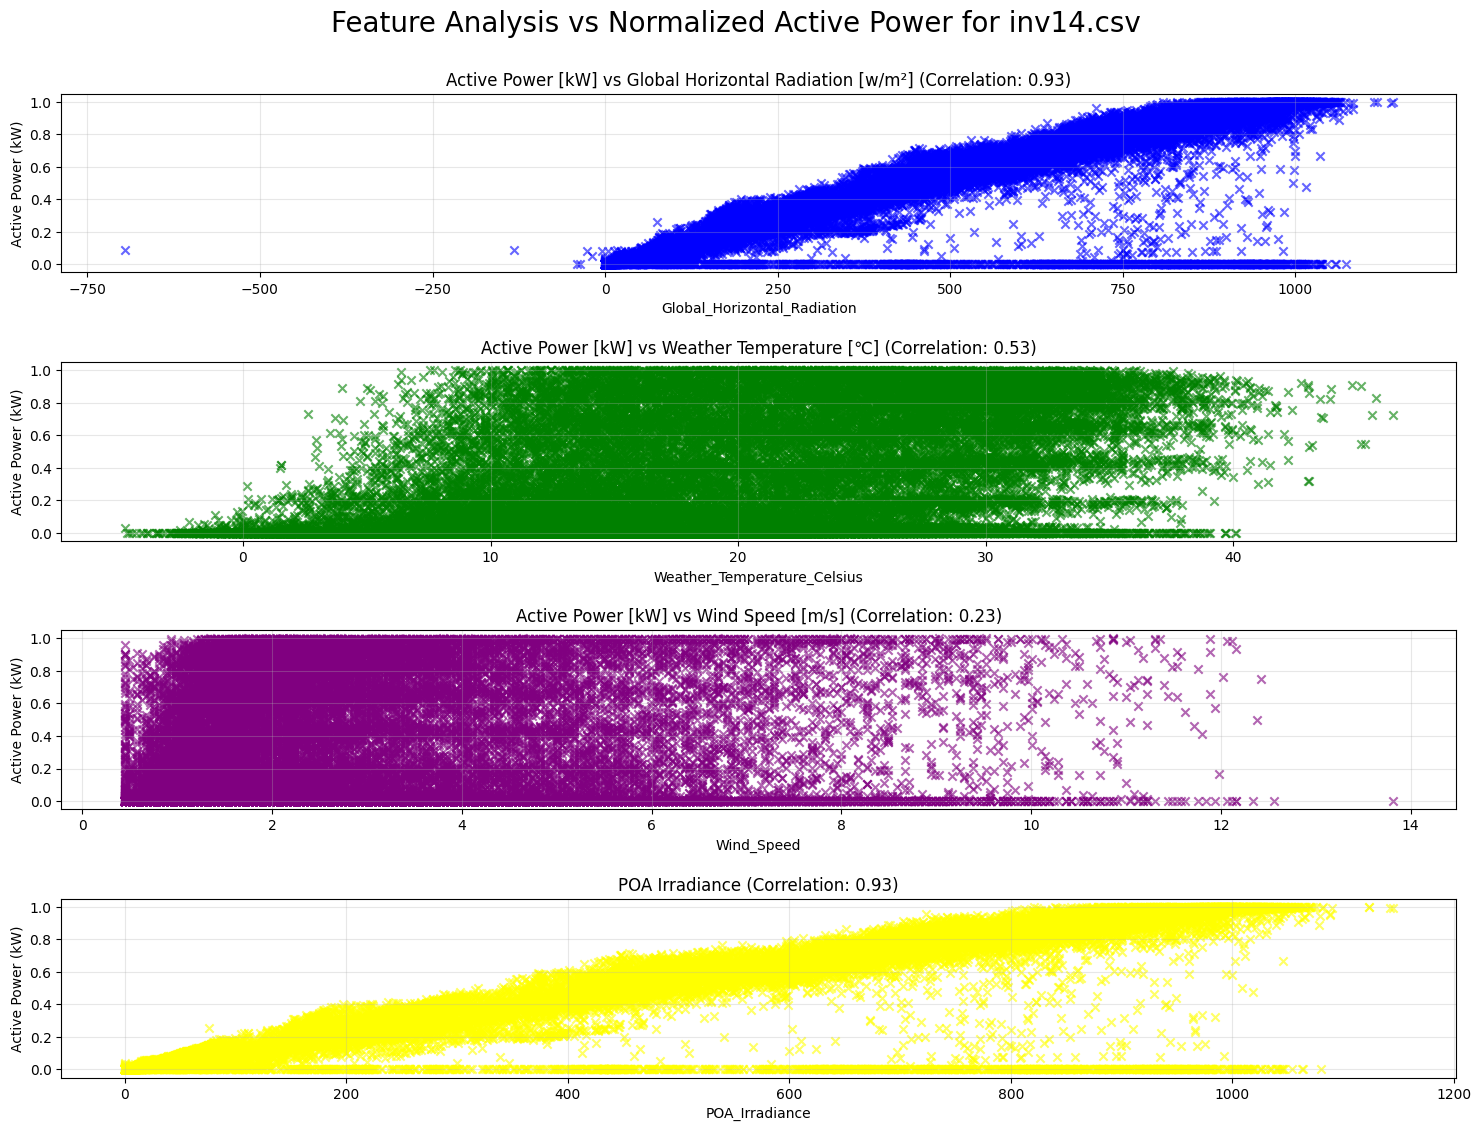 Feature Analysis vs Normalized Active Power for inv14.csv
Active Power [kW] vs Global Horizontal Radiation [w/m²] (Correlation: 0.93)
Active Power (kW)
1.0
0.8
0.6
0.4
0.2
0.0
−750 −500 −250 0 250 500 750 1000
Global_Horizontal_Radiation
Active Power [kW] vs Weather Temperature [℃] (Correlation: 0.53)
Active Power (kW)
1.0
0.8
0.6
0.4
0.2
0.0
0 10 20 30 40
Weather_Temperature_Celsius
Active Power [kW] vs Wind Speed [m/s] (Correlation: 0.23)
Active Power (kW)
1.0
0.8
0.6
0.4
0.2
0.0
0 2 4 6 8 10 12 14
Wind_Speed
POA Irradiance (Correlation: 0.93)
Active Power (kW)
1.0
0.8
0.6
0.4
0.2
0.0
0 200 400 600 800 1000 1200
POA_Irradiance